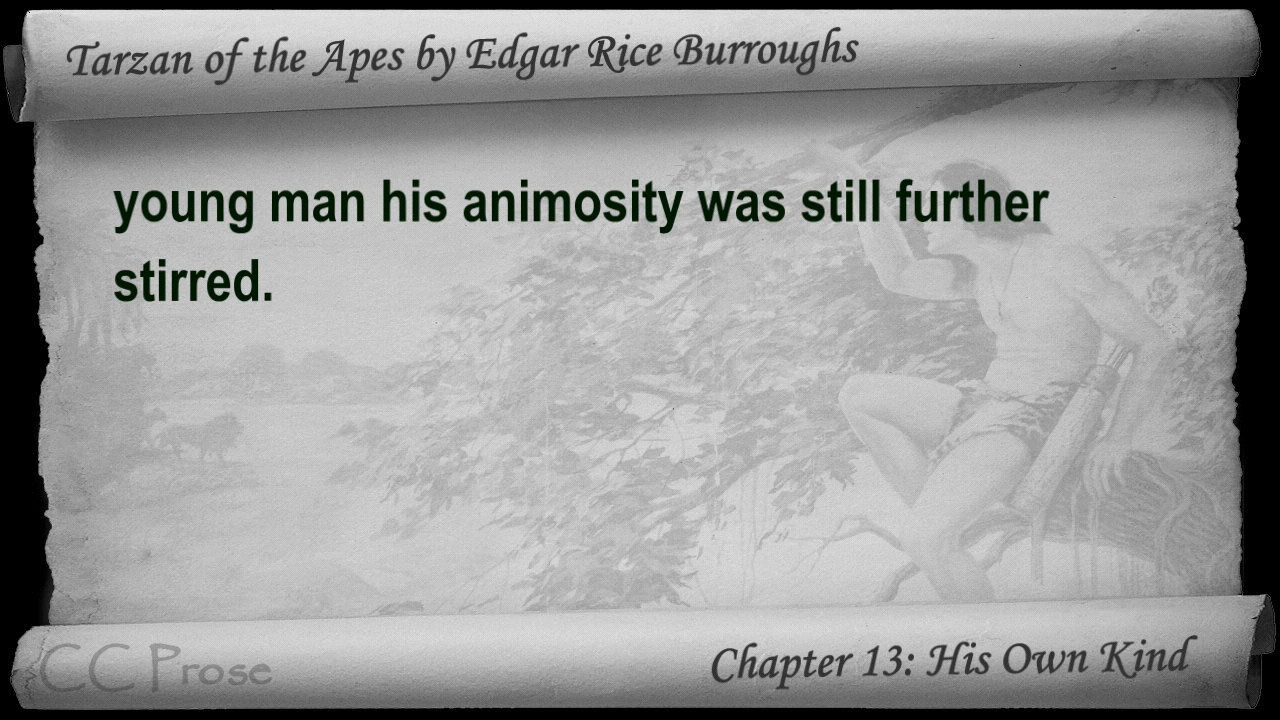 Tarzan of the Apes by Edgar Rice Burroughs
young man his animosity was still further
stirred.
CC Prose
Chapter 13: His Own Kind